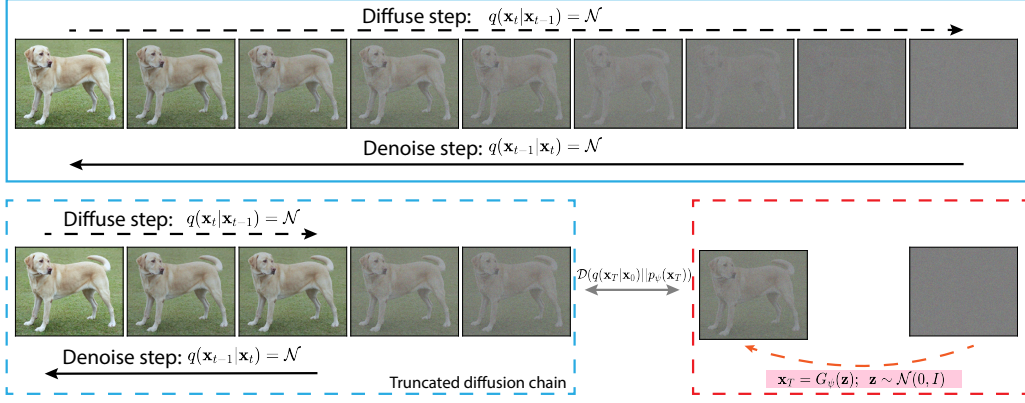 Diffuse step: q(x_t|x_{t-1}) = 𝒩
Denoise step: q(x_{t-1}|x_t) = 𝒩
Diffuse step: q(x_t|x_{t-1}) = 𝒩
𝒟(q(x_T|x_0)||p_ψ(x_T))
Denoise step: q(x_{t-1}|x_t) = 𝒩
Truncated diffusion chain
x_T = G_ψ(z); z ∼ 𝒩(0, I)